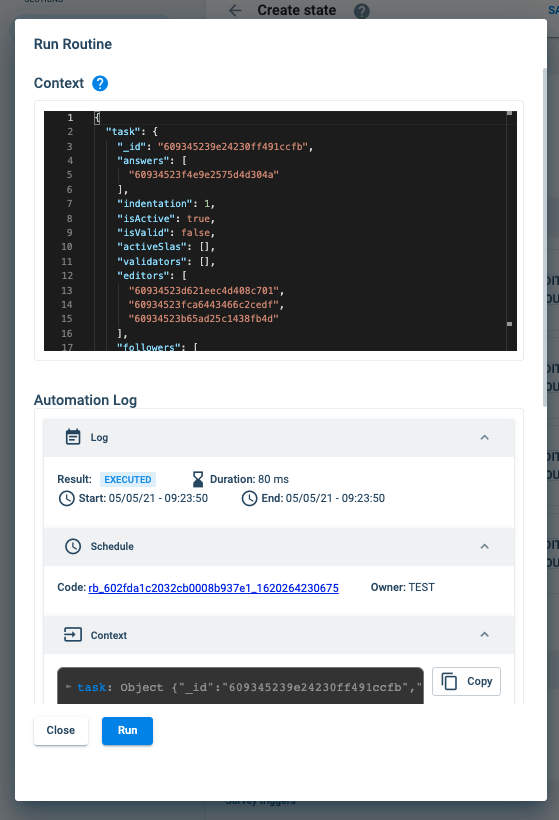 Create state
SA
Run Routine
Context
1 {
2 "task": {
3 "_id": "609345239e24230ff491ccfb",
4 "answers": [
5 "60934523f4e9e2575d4d304a"
6 ],
7 "indentation": 1,
8 "isActive": true,
9 "isValid": false,
10 "activeSlas": [],
11 "validators": [],
12 "editors": [
13 "60934523d621eec4d408c701",
14 "60934523fca6443466c2cedf",
15 "60934523b65ad25c1438fb4d"
16 ],
17 "followers": [
Automation Log
Log
Result: EXECUTED Duration: 80 ms
Start: 05/05/21 - 09:23:50 End: 05/05/21 - 09:23:50
Schedule
Code: rb_602fda1c2032cb0008b937e1_1620264230675 Owner: TEST
Context
task: Object {"_id":"609345239e24230ff491ccfb","
Copy
Close Run
Survey triggers